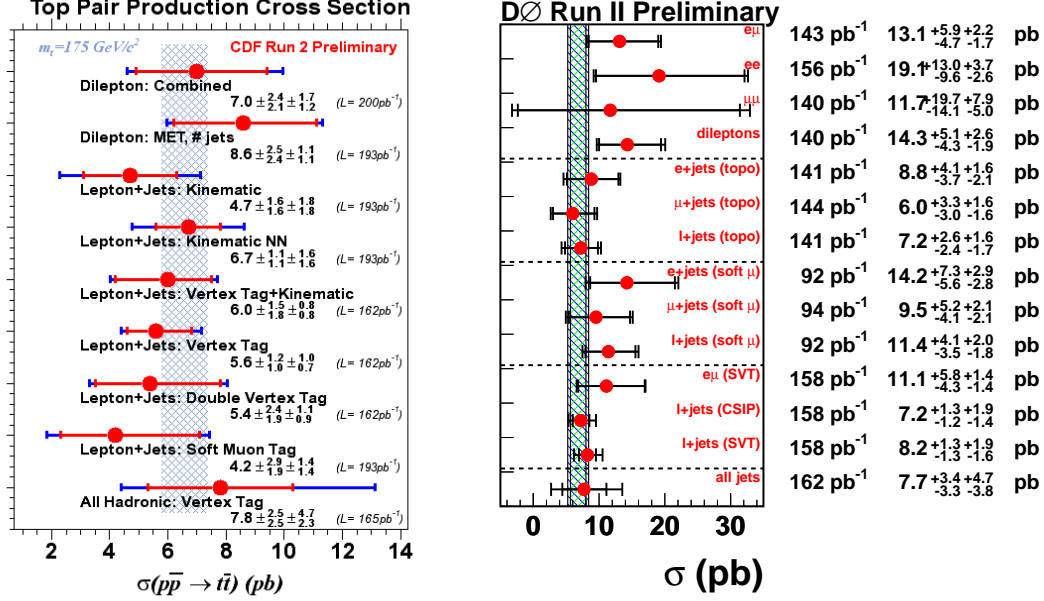 Top Pair Production Cross Section
m_t=175 GeV/c²
CDF Run 2 Preliminary
Dilepton: Combined
7.0 ± 2.4 2.1 ± 1.7 1.2 (L= 200pb⁻¹)
Dilepton: MET, # jets
8.6 ± 2.5 2.4 ± 1.1 1.1 (L= 193pb⁻¹)
Lepton+Jets: Kinematic
4.7 ± 1.6 1.6 ± 1.8 1.8 (L= 193pb⁻¹)
Lepton+Jets: Kinematic NN
6.7 ± 1.1 1.1 ± 1.6 1.6 (L= 193pb⁻¹)
Lepton+Jets: Vertex Tag+Kinematic
6.0 ± 1.5 1.8 ± 0.8 0.8 (L= 162pb⁻¹)
Lepton+Jets: Vertex Tag
5.6 ± 1.2 1.0 ± 1.0 0.7 (L= 162pb⁻¹)
Lepton+Jets: Double Vertex Tag
5.4 ± 2.4 1.9 ± 1.1 0.9 (L= 162pb⁻¹)
Lepton+Jets: Soft Muon Tag
4.2 ± 2.9 1.9 ± 1.4 1.4 (L= 193pb⁻¹)
All Hadronic: Vertex Tag
7.8 ± 2.5 2.5 ± 4.7 2.3 (L= 165pb⁻¹)
2 4 6 8 10 12 14
σ(pp̅ → tt̅) (pb)
DØ Run II Preliminary
eμ 143 pb⁻¹ 13.1 +5.9 -4.7 +2.2 -1.7 pb
ee 156 pb⁻¹ 19.1 +13.0 -9.6 +3.7 -2.6 pb
μμ 140 pb⁻¹ 11.7 +19.7 -14.1 +7.9 -5.0 pb
dileptons 140 pb⁻¹ 14.3 +5.1 -4.3 +2.6 -1.9 pb
e+jets (topo) 141 pb⁻¹ 8.8 +4.1 -3.7 +1.6 -2.1 pb
μ+jets (topo) 144 pb⁻¹ 6.0 +3.3 -3.0 +1.6 -1.6 pb
l+jets (topo) 141 pb⁻¹ 7.2 +2.6 -2.4 +1.6 -1.7 pb
e+jets (soft μ) 92 pb⁻¹ 14.2 +7.3 -5.6 +2.9 -2.8 pb
μ+jets (soft μ) 94 pb⁻¹ 9.5 +5.2 -4.1 +2.1 -2.1 pb
l+jets (soft μ) 92 pb⁻¹ 11.4 +4.1 -3.5 +2.0 -1.8 pb
eμ (SVT) 158 pb⁻¹ 11.1 +5.8 -4.3 +1.4 -1.4 pb
l+jets (CSIP) 158 pb⁻¹ 7.2 +1.3 -1.2 +1.9 -1.4 pb
l+jets (SVT) 158 pb⁻¹ 8.2 +1.3 -1.3 +1.9 -1.6 pb
all jets 162 pb⁻¹ 7.7 +3.4 -3.3 +4.7 -3.8 pb
0 10 20 30
σ (pb)